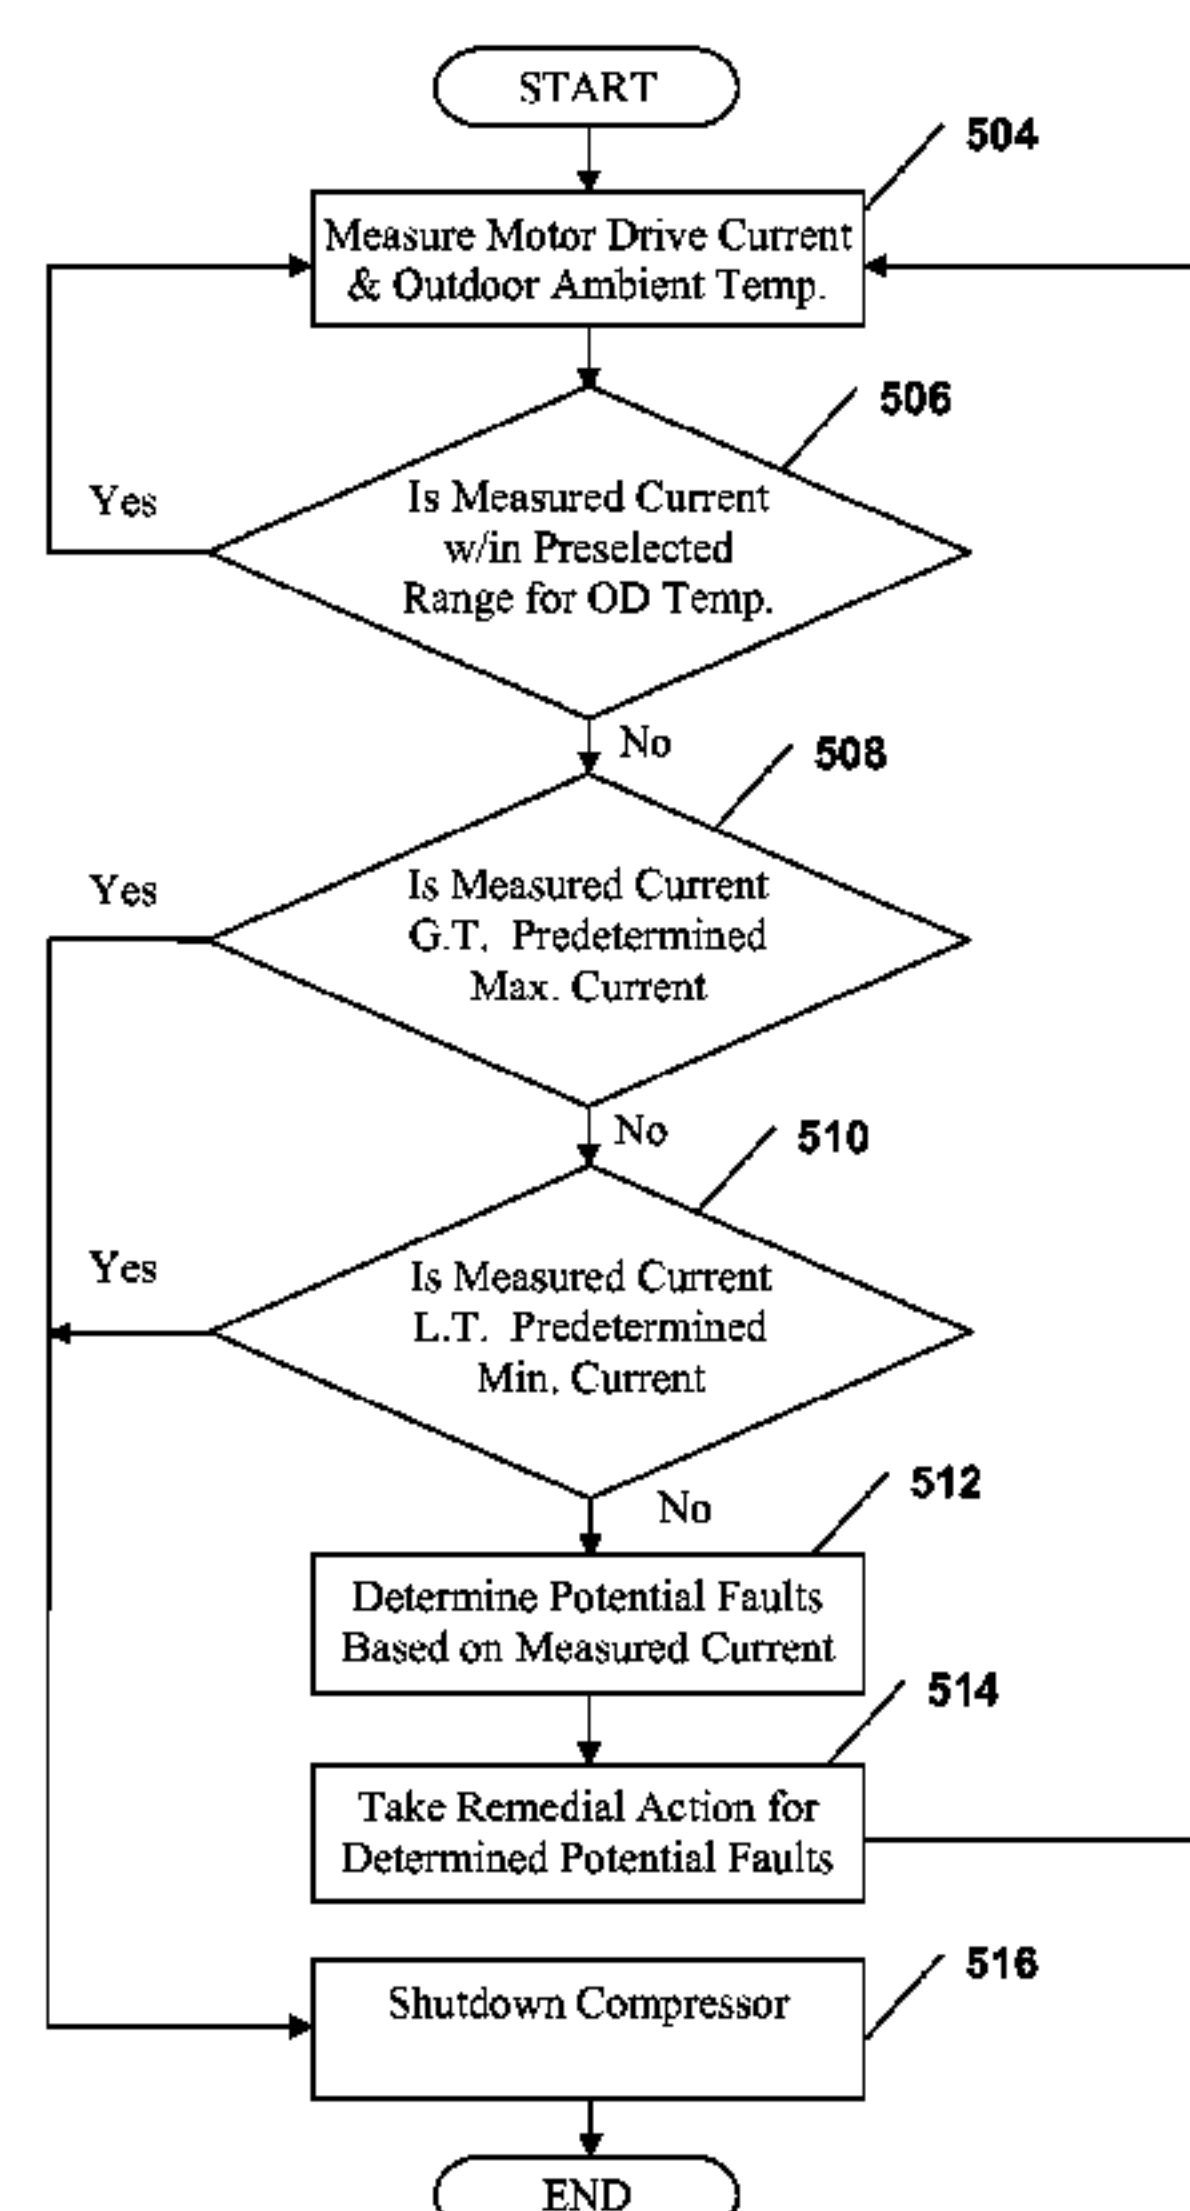 START
504
Measure Motor Drive Current
& Outdoor Ambient Temp.
506
Is Measured Current
w/in Preselected
Range for OD Temp.
Yes
No
508
Is Measured Current
G.T. Predetermined
Max. Current
Yes
No
510
Is Measured Current
L.T. Predetermined
Min. Current
Yes
No
512
Determine Potential Faults
Based on Measured Current
514
Take Remedial Action for
Determined Potential Faults
516
Shutdown Compressor
END